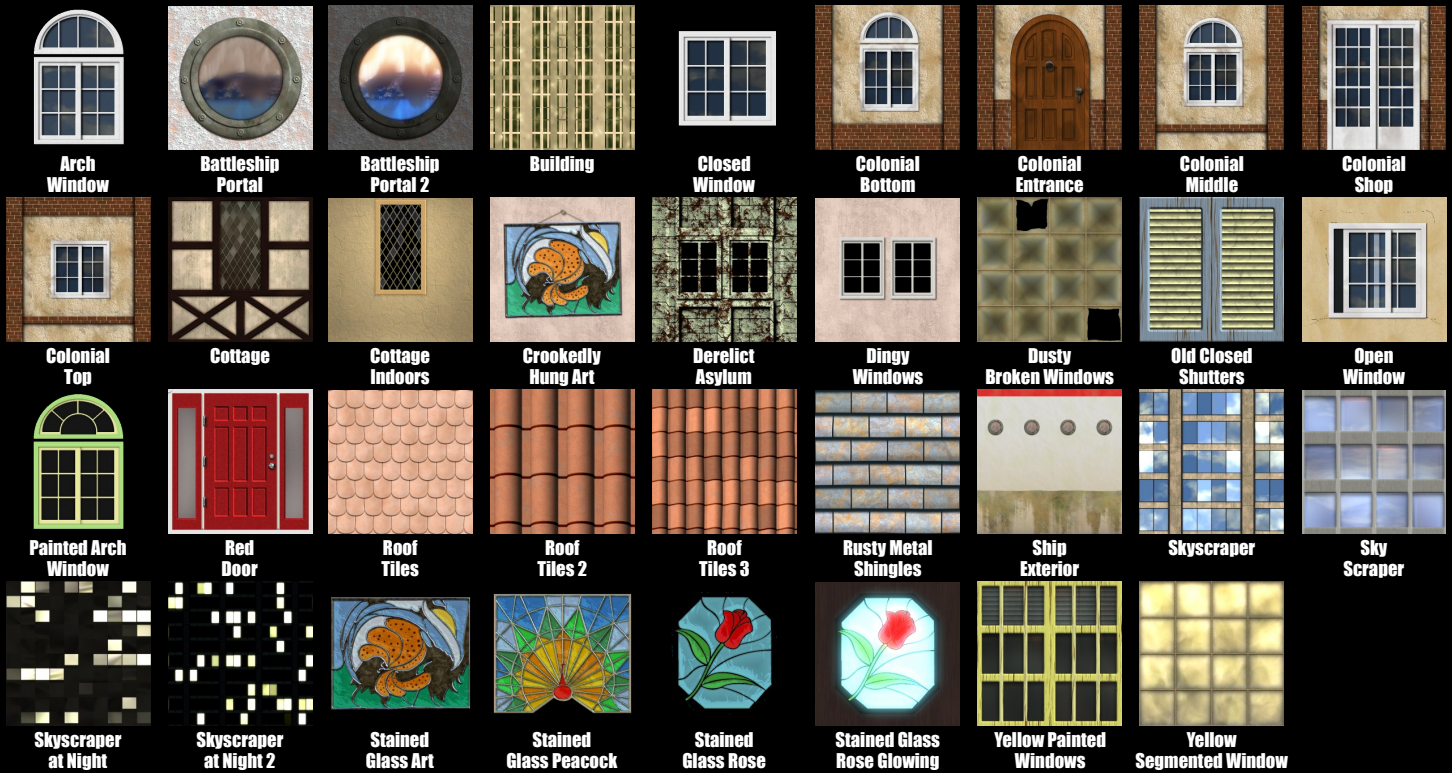 Arch
Window
Battleship
Portal
Battleship
Portal 2
Building
Closed
Window
Colonial
Bottom
Colonial
Entrance
Colonial
Middle
Colonial
Shop
Colonial
Top
Cottage
Cottage
Indoors
Crookedly
Hung Art
Derelict
Asylum
Dingy
Windows
Dusty
Broken Windows
Old Closed
Shutters
Open
Window
Painted Arch
Window
Red
Door
Roof
Tiles
Roof
Tiles 2
Roof
Tiles 3
Rusty Metal
Shingles
Ship
Exterior
Skyscraper
Sky
Scraper
Skyscraper
at Night
Skyscraper
at Night 2
Stained
Glass Art
Stained
Glass Peacock
Stained
Glass Rose
Stained Glass
Rose Glowing
Yellow Painted
Windows
Yellow
Segmented Window